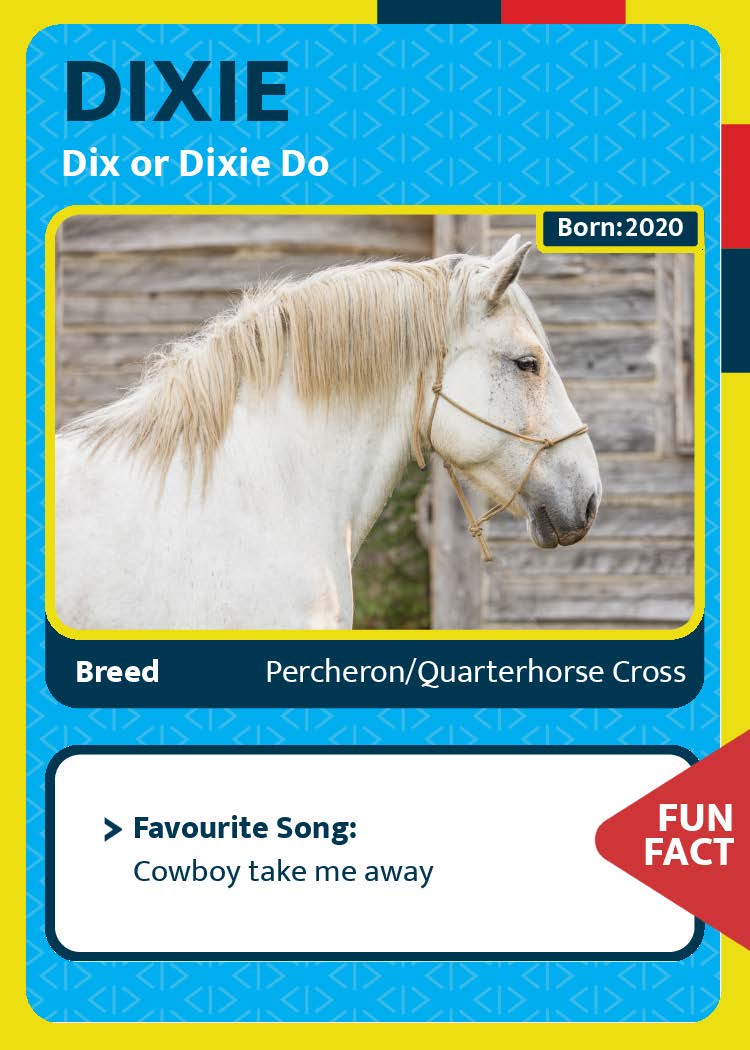 DIXIE
Dix or Dixie Do
Born:2020
Breed Percheron/Quarterhorse Cross
> Favourite Song:
Cowboy take me away
FUN
FACT